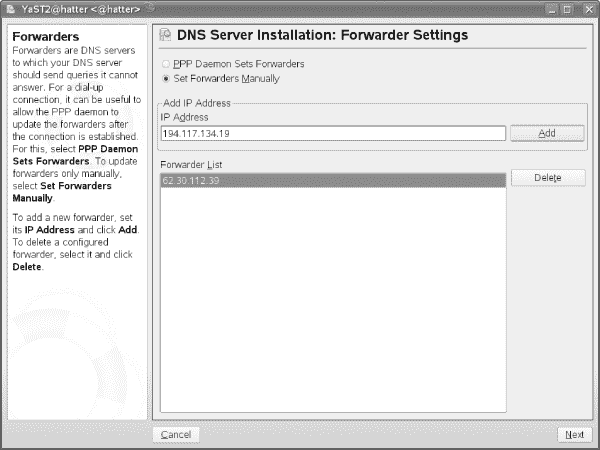 YaST2@hatter <@hatter>
Forwarders
Forwarders are DNS servers
to which your DNS server
should send queries it cannot
answer. For a dial-up
connection, it can be useful to
allow the PPP daemon to
update the forwarders after
the connection is established.
For this, select PPP Daemon
Sets Forwarders. To update
forwarders only manually,
select Set Forwarders
Manually.
To add a new forwarder, set
its IP Address and click Add.
To delete a configured
forwarder, select it and click
Delete.
DNS Server Installation: Forwarder Settings
PPP Daemon Sets Forwarders
Set Forwarders Manually
Add IP Address
IP Address
194.117.134.19
Add
Forwarder List
62.30.112.39
Delete
Cancel
Next